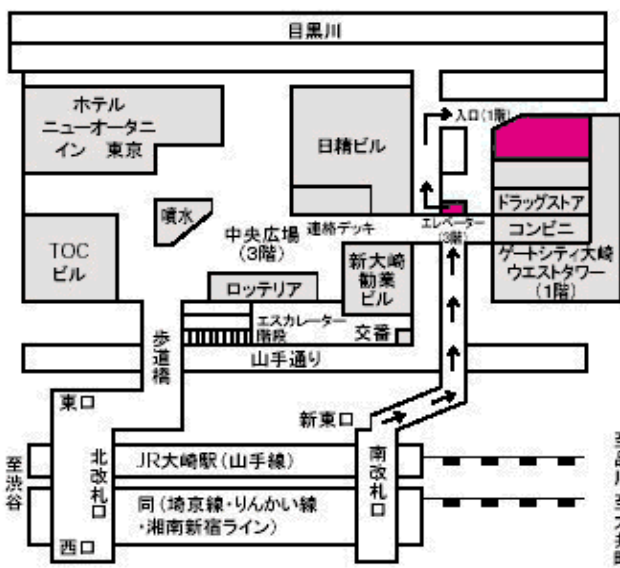 目黒川
ホテル
ニューオータニ
イン 東京
日精ビル
入口(1階)
ドラッグストア
コンビニ
ゲートシティ大崎
ウエストタワー
(1階)
噴水
TOC
ビル
中央広場
(3階)
連絡デッキ
エレベーター
(3階)
新大崎
勧業
ビル
ロッテリア
エスカレーター
階段
交番
歩道橋
山手通り
東口
新東口
北改札口
JR大崎駅(山手線)
南改札口
至渋谷
同(埼京線・りんかい線
・湘南新宿ライン)
西口
至品川
至大井町